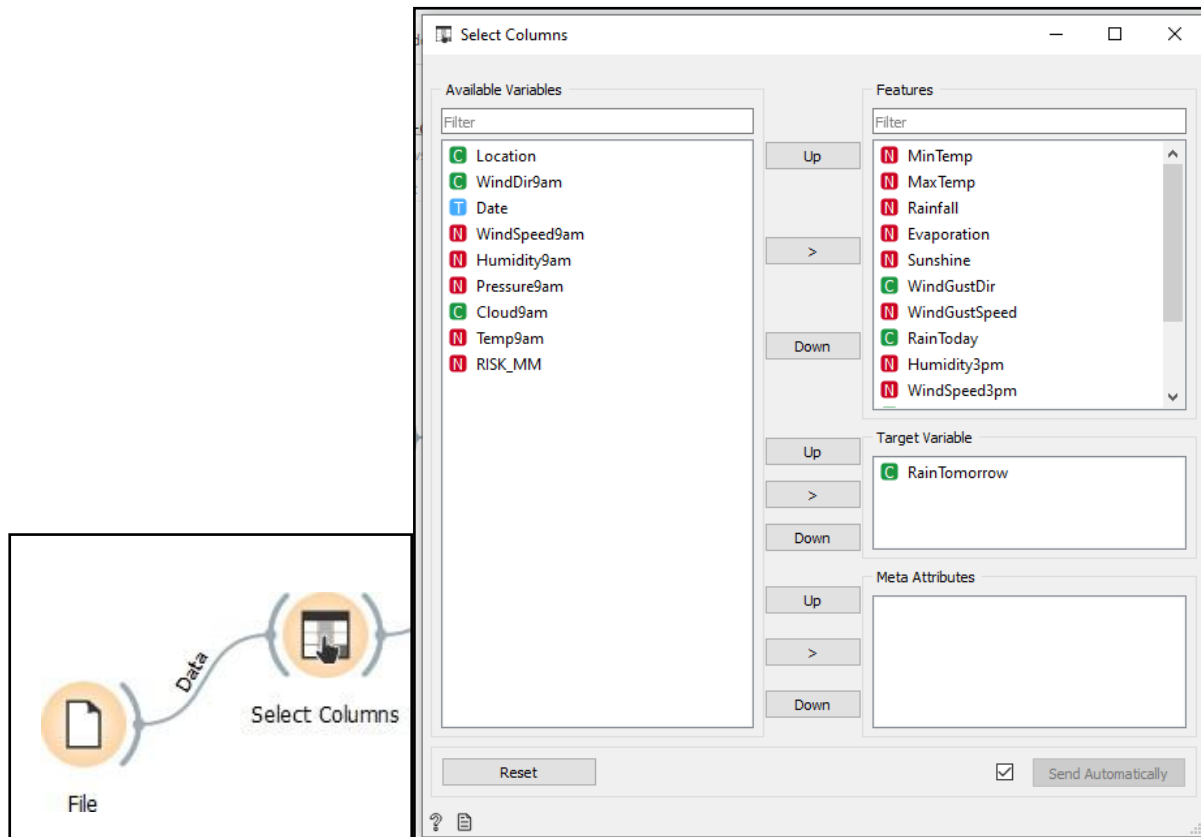 Data
Select Columns
File
Select Columns
Available Variables
Filter
C Location
C WindDir9am
T Date
N WindSpeed9am
N Humidity9am
N Pressure9am
C Cloud9am
N Temp9am
N RISK_MM
Up
>
Down
Up
>
Down
Up
>
Down
Features
Filter
N MinTemp
N MaxTemp
N Rainfall
N Evaporation
N Sunshine
C WindGustDir
N WindGustSpeed
C RainToday
N Humidity3pm
N WindSpeed3pm
Target Variable
C RainTomorrow
Meta Attributes
Reset
Send Automatically
?